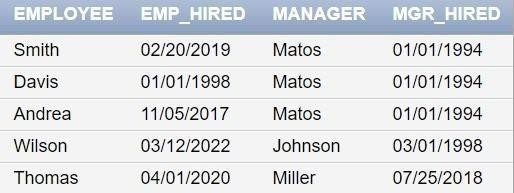 EMPLOYEE EMP_HIRED MANAGER MGR_HIRED
Smith 02/20/2019 Matos 01/01/1994
Davis 01/01/1998 Matos 01/01/1994
Andrea 11/05/2017 Matos 01/01/1994
Wilson 03/12/2022 Johnson 03/01/1998
Thomas 04/01/2020 Miller 07/25/2018